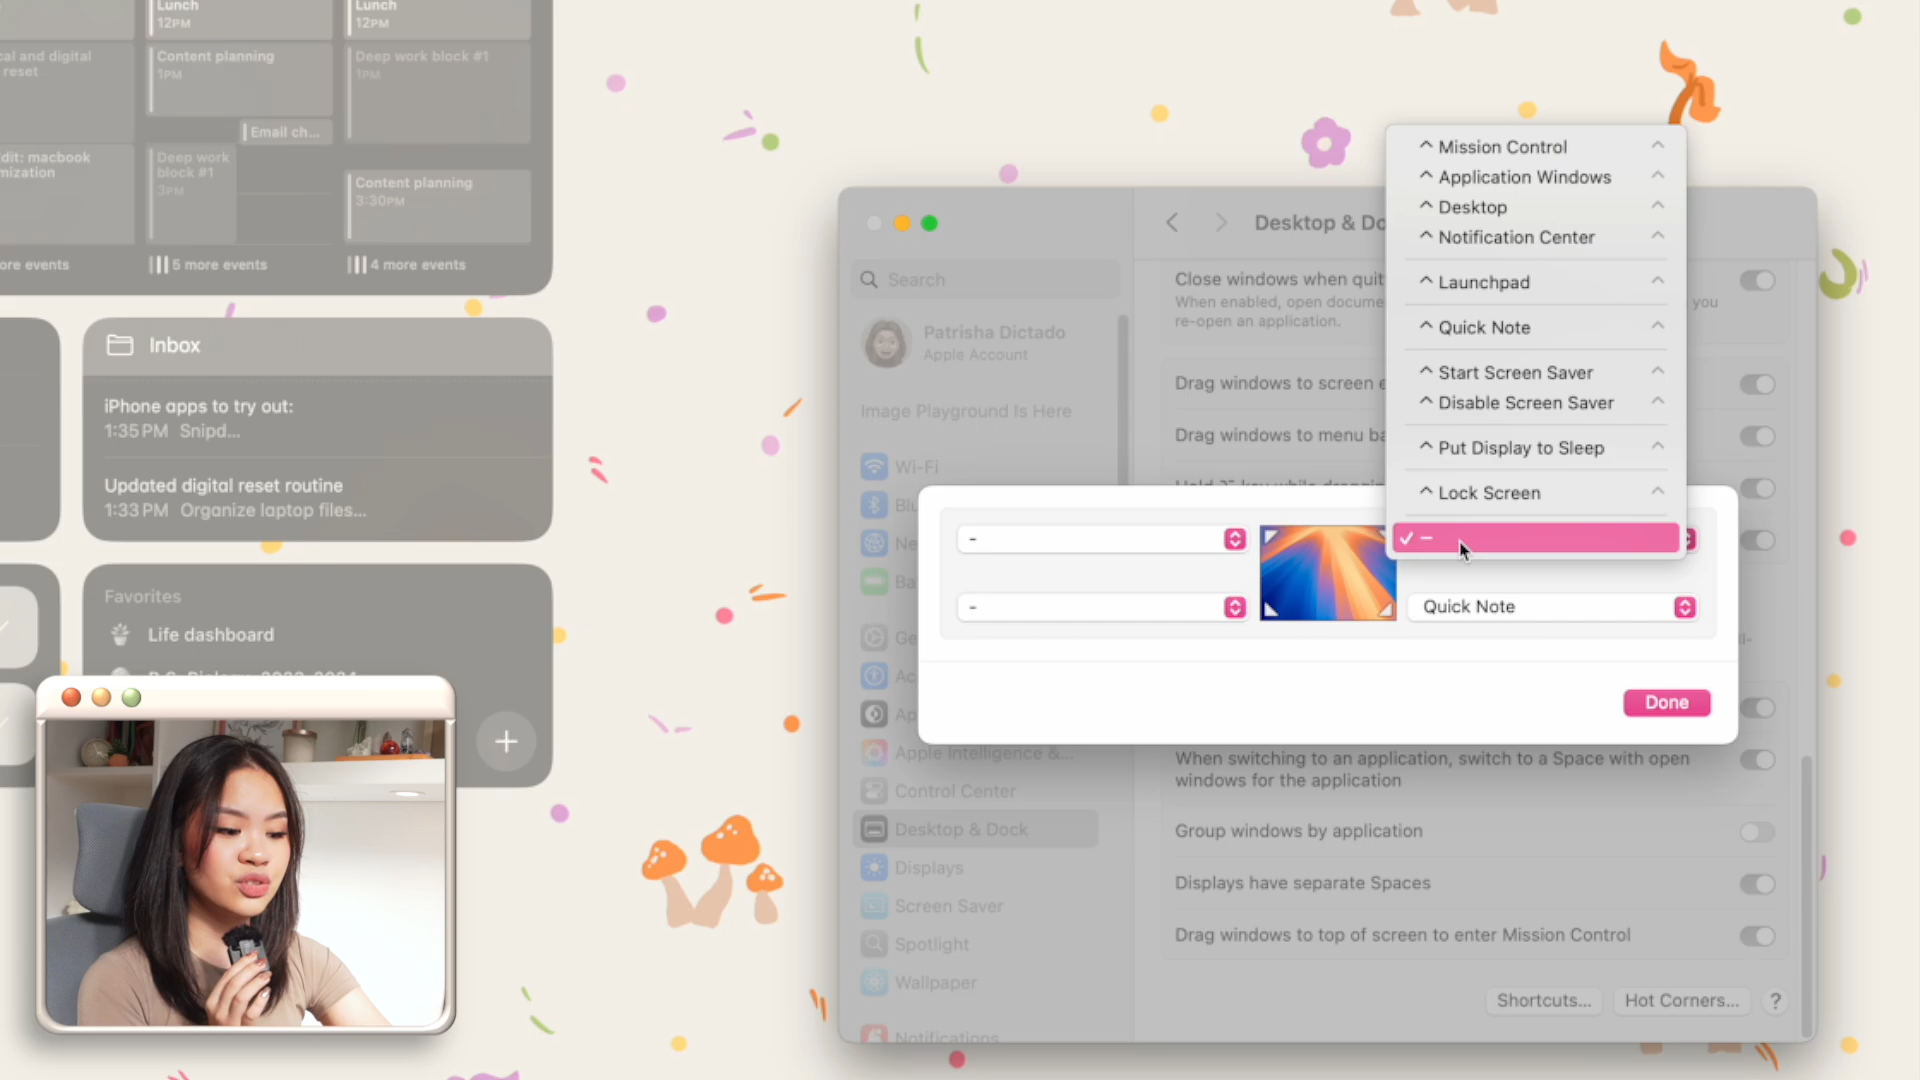 Lunch
12PM
Lunch
12PM
cal and digital
reset
Content planning
1PM
Deep work block #1
1PM
Email ch...
dit: macbook
mization
Deep work
block #1
3PM
Content planning
3:30PM
ore events
5 more events
4 more events
Inbox
iPhone apps to try out:
1:35 PM Snipd...
Updated digital reset routine
1:33 PM Organize laptop files...
Favorites
Life dashboard
+
Search
Patrisha Dictado
Apple Account
Image Playground Is Here
Wi-Fi
Bl
Ne
Ba
Ge
Ac
Ap
Apple Intelligence &...
Control Center
Desktop & Dock
Displays
Screen Saver
Spotlight
Wallpaper
Notifications
Desktop & Do
Close windows when quit
When enabled, open docume
you
re-open an application.
Drag windows to screen e
Drag windows to menu ba
^ Mission Control ^
^ Application Windows ^
^ Desktop ^
^ Notification Center ^
^ Launchpad ^
^ Quick Note ^
^ Start Screen Saver ^
^ Disable Screen Saver ^
^ Put Display to Sleep ^
^ Lock Screen ^
✓ –
-
-
Quick Note
Done
When switching to an application, switch to a Space with open
windows for the application
Group windows by application
Displays have separate Spaces
Drag windows to top of screen to enter Mission Control
Shortcuts...
Hot Corners...
?